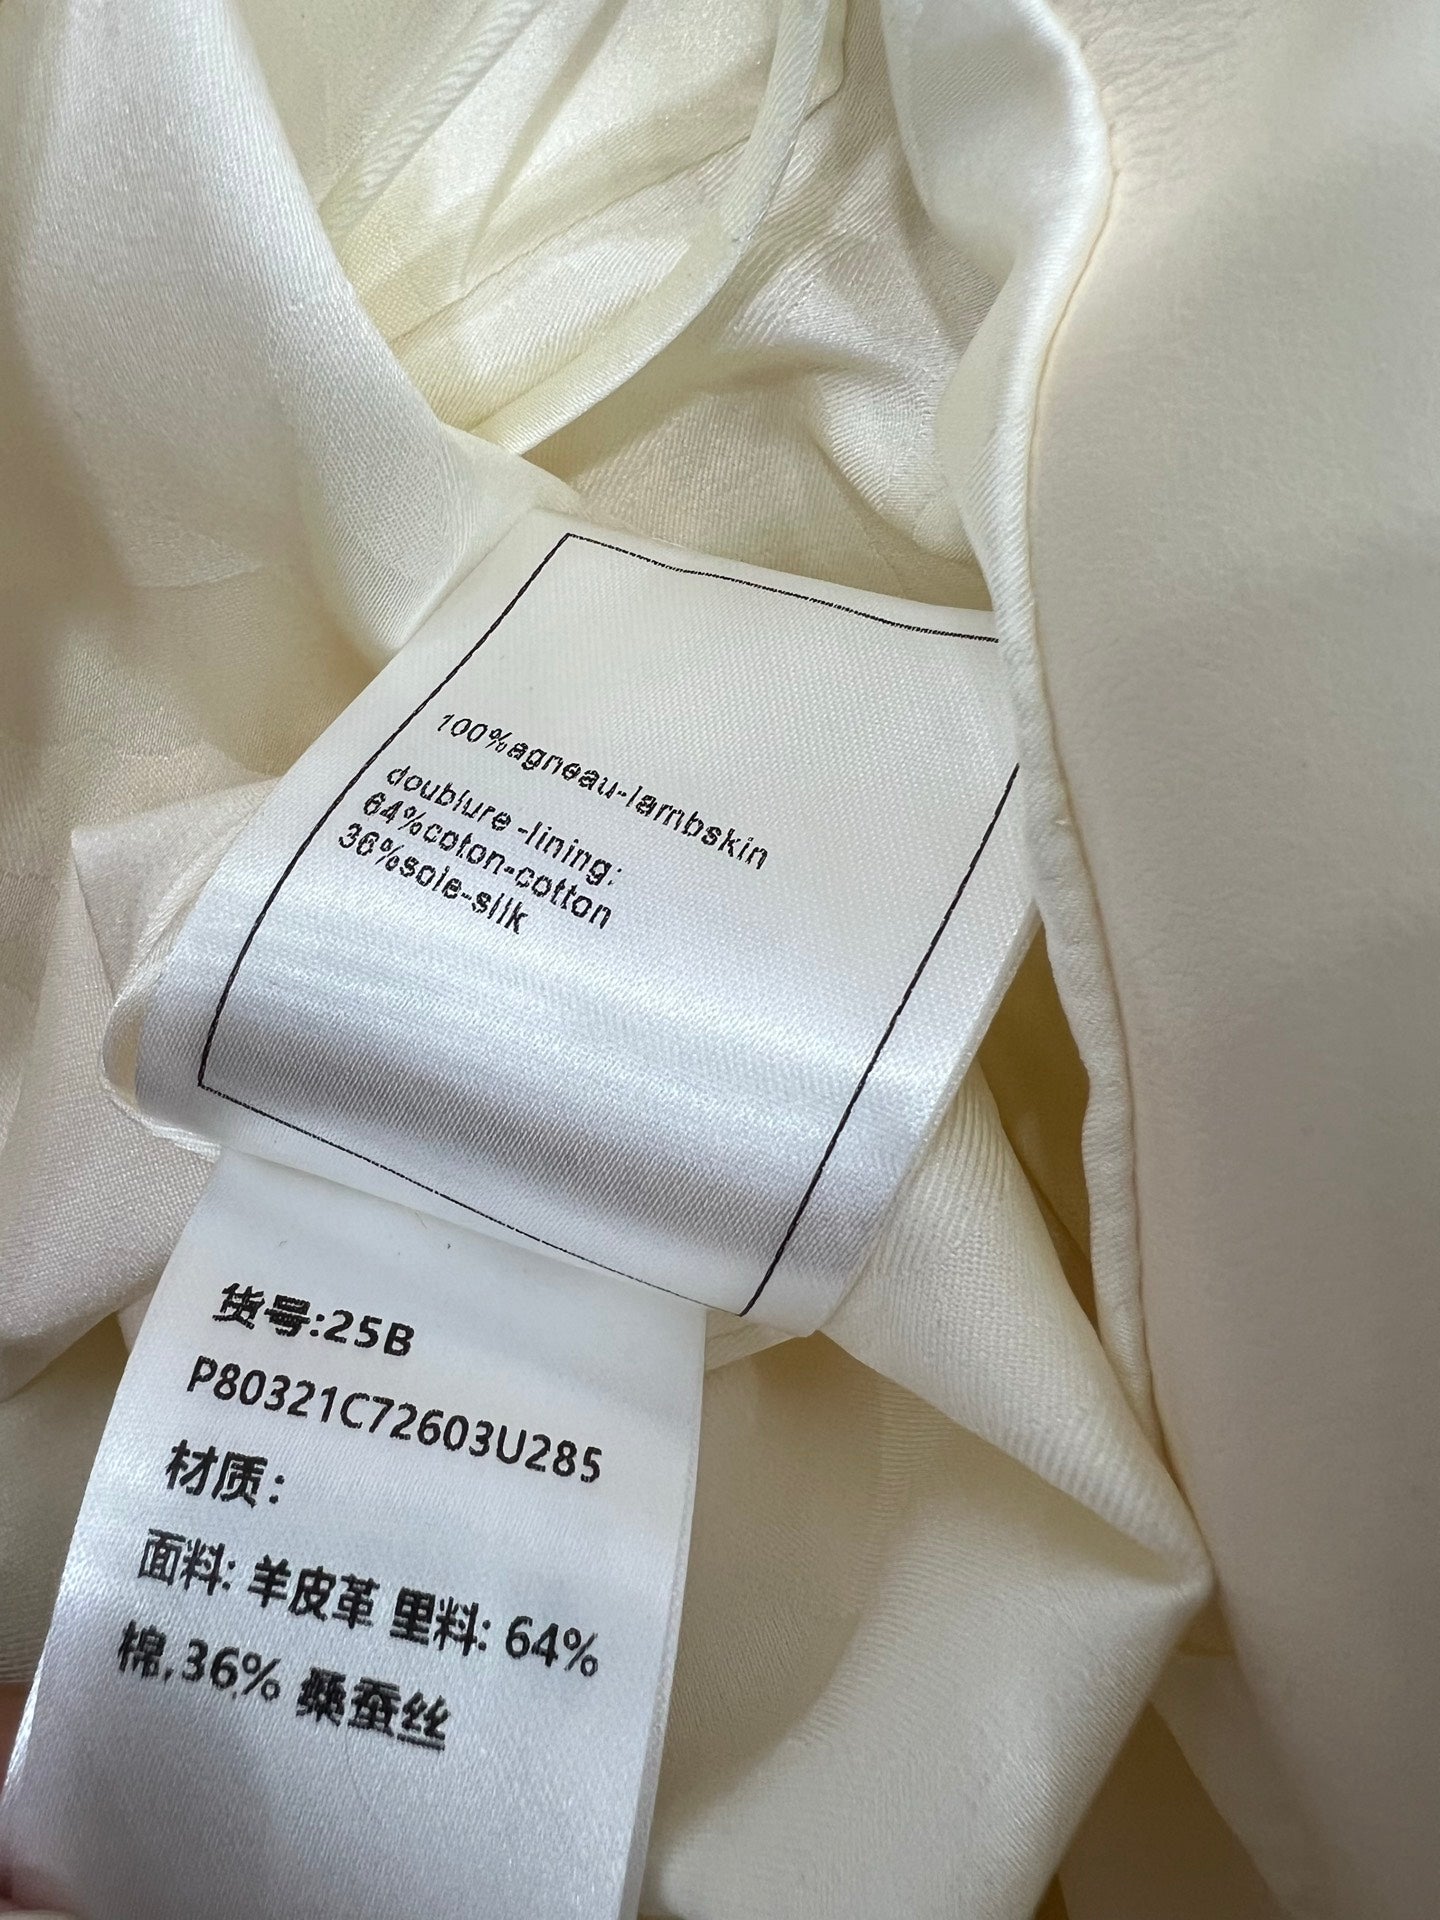 100%agneau-lambskin
doublure-lining:
64%coton-cotton
36%soie-silk
货号:25B
P80321C72603U285
材质:
面料: 羊皮革 里料: 64%
棉,36% 桑蚕丝